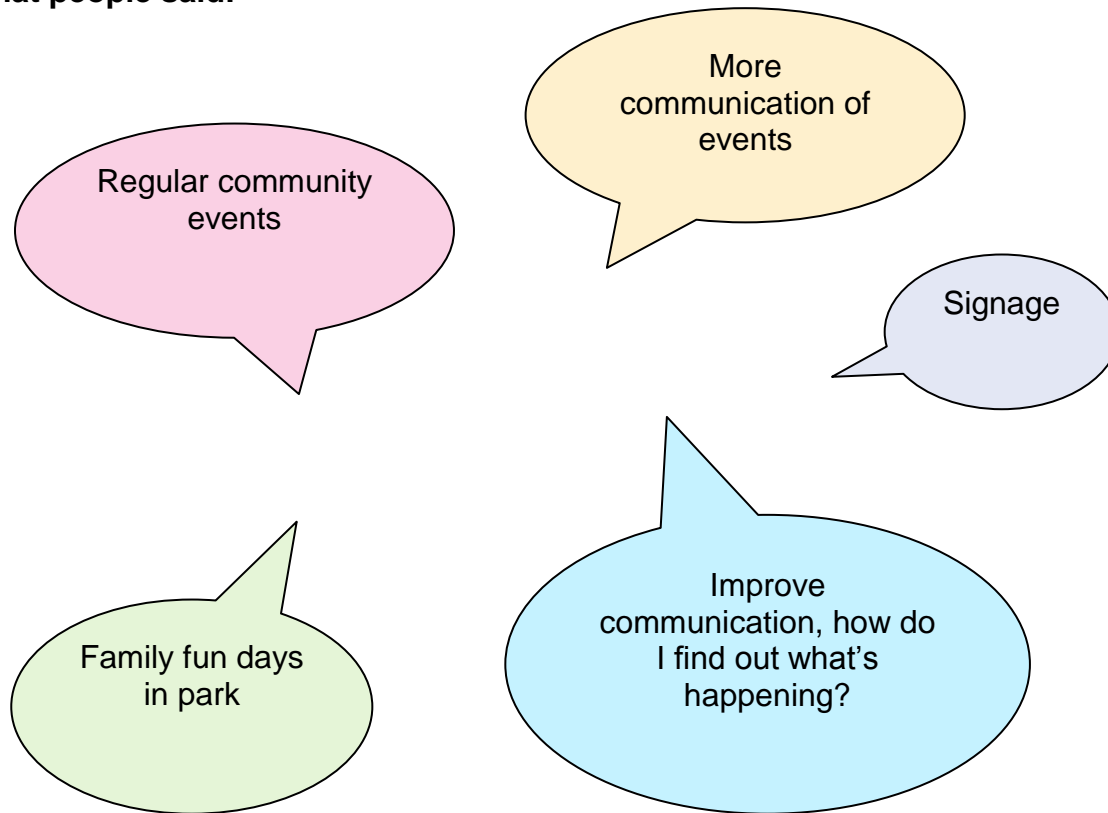 people said:
More
communication of
events
Regular community
events
Signage
Family fun days
in park
Improve
communication, how do
I find out what’s
happening?